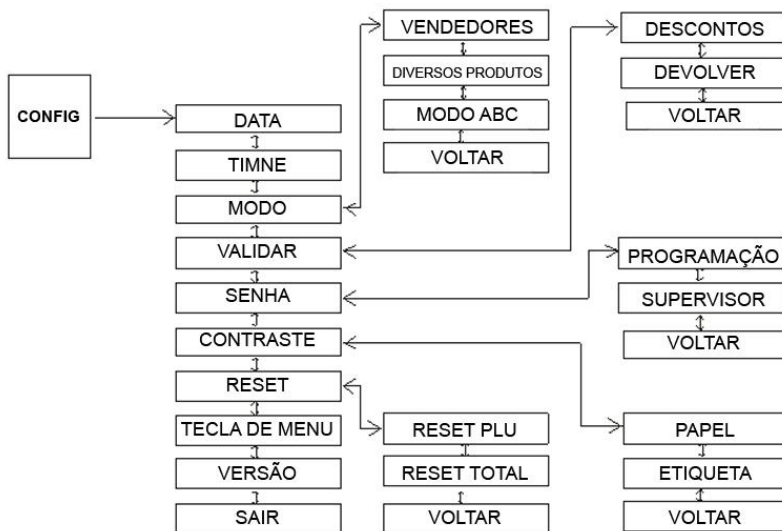 CONFIG
DATA
TIMNE
MODO
VALIDAR
SENHA
CONTRASTE
RESET
TECLA DE MENU
VERSÃO
SAIR
VENDEDORES
DIVERSOS PRODUTOS
MODO ABC
VOLTAR
DESCONTOS
DEVOLVER
VOLTAR
PROGRAMAÇÃO
SUPERVISOR
VOLTAR
RESET PLU
RESET TOTAL
VOLTAR
PAPEL
ETIQUETA
VOLTAR